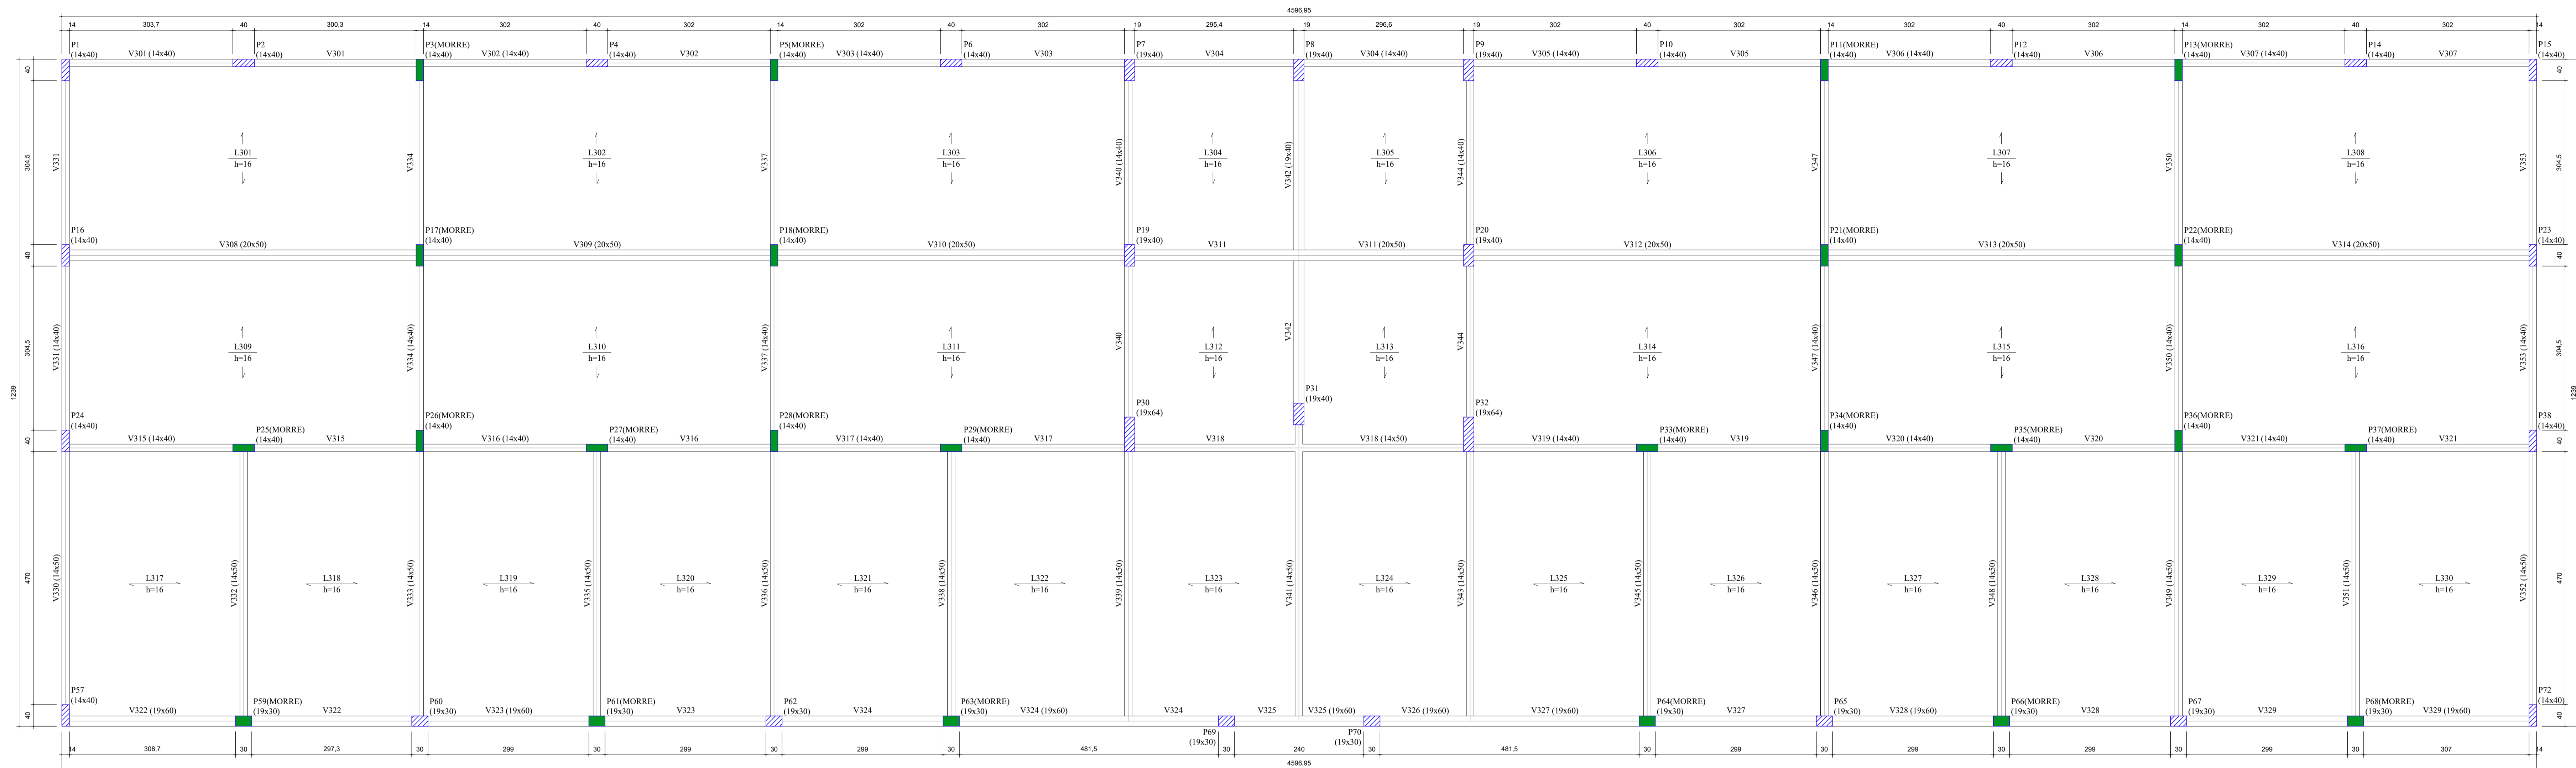 4596,95
14 303,7 40 300,3 14 302 40 302 14 302 40 302 19 295,4 19 296,6 19 302 40 302 14 302 40 302 14 302 40 302 14
P1 P2 P3(MORRE) P4 P5(MORRE) P6 P7 P8 P9 P10 P11(MORRE) P12 P13(MORRE) P14 P15
(14x40) V301 (14x40) (14x40) V301 (14x40) V302 (14x40) (14x40) V302 (14x40) V303 (14x40) (14x40) V303 (19x40) V304 (19x40) V304 (14x40) (19x40) V305 (14x40) (14x40) V305 (14x40) V306 (14x40) (14x40) V306 (14x40) V307 (14x40) (14x40) V307 (14x40)
40 40
304,5 V331 V334 V337 V340 (14x40) V342 (19x40) V344 (14x40) V347 V350 V353 304,5
L301 L302 L303 L304 L305 L306 L307 L308
h=16 h=16 h=16 h=16 h=16 h=16 h=16 h=16
P16 P17(MORRE) P18(MORRE) P19 P20 P21(MORRE) P22(MORRE) P23
(14x40) (14x40) (14x40) (19x40) (19x40) (14x40) (14x40) (14x40)
V308 (20x50) V309 (20x50) V310 (20x50) V311 V311 (20x50) V312 (20x50) V313 (20x50) V314 (20x50)
40 40
304,5 V331 (14x40) V334 (14x40) V337 (14x40) V340 V342 V344 V347 (14x40) V350 (14x40) V353 (14x40) 304,5
L309 L310 L311 L312 L313 L314 L315 L316
h=16 h=16 h=16 h=16 h=16 h=16 h=16 h=16
1239 1239
P31
(19x40)
P30 P32
(19x64) (19x64)
P24 P26(MORRE) P28(MORRE) P34(MORRE) P36(MORRE) P38
(14x40) (14x40) (14x40) (14x40) (14x40) (14x40)
P25(MORRE) P27(MORRE) P29(MORRE) P33(MORRE) P35(MORRE) P37(MORRE)
(14x40) (14x40) (14x40) (14x40) (14x40) (14x40)
V315 (14x40) V315 V316 (14x40) V316 V317 (14x40) V317 V318 V318 (14x50) V319 (14x40) V319 V320 (14x40) V320 V321 (14x40) V321
40 40
470 V330 (14x50) V332 (14x50) V333 (14x50) V335 (14x50) V336 (14x50) V338 (14x50) V339 (14x50) V341 (14x50) V343 (14x50) V345 (14x50) V346 (14x50) V348 (14x50) V349 (14x50) V351 (14x50) V352 (14x50) 470
L317 L318 L319 L320 L321 L322 L323 L324 L325 L326 L327 L328 L329 L330
h=16 h=16 h=16 h=16 h=16 h=16 h=16 h=16 h=16 h=16 h=16 h=16 h=16 h=16
P57 P72
(14x40) (14x40)
P59(MORRE) P60 P61(MORRE) P62 P63(MORRE) P64(MORRE) P65 P66(MORRE) P67 P68(MORRE)
(19x30) (19x30) (19x30) (19x30) (19x30) (19x30) (19x30) (19x30) (19x30) (19x30)
V322 (19x60) V322 V323 (19x60) V323 V324 V324 (19x60) V324 V325 V325 (19x60) V326 (19x60) V327 (19x60) V327 V328 (19x60) V328 V329 V329 (19x60)
40 40
P69 P70
(19x30) (19x30)
14 308,7 30 297,3 30 299 30 299 30 299 30 481,5 30 240 30 481,5 30 299 30 299 30 299 30 299 30 307 14
4596,95